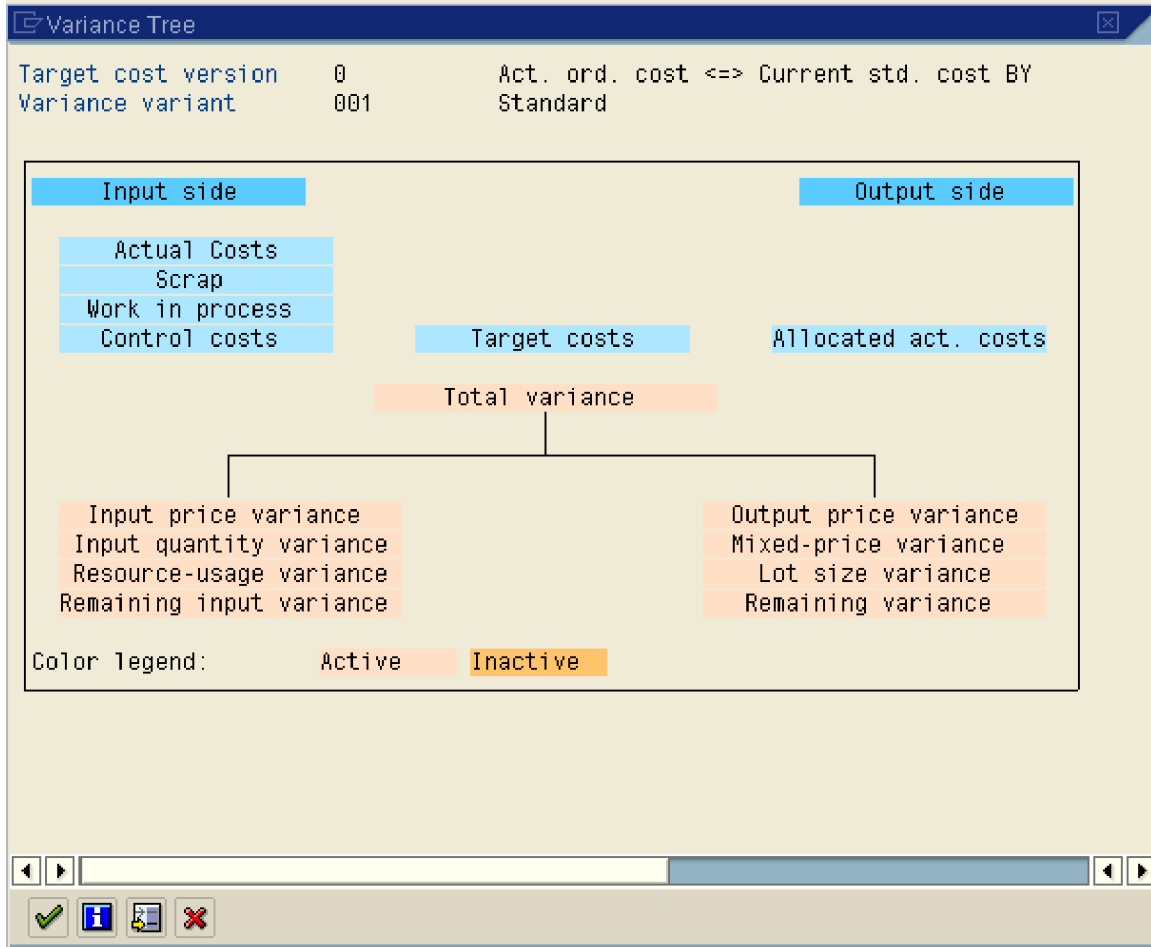 Variance Tree
Target cost version 0 Act. ord. cost <=> Current std. cost BY
Variance variant 001 Standard
Input side Output side
Actual Costs
Scrap
Work in process
Control costs Target costs Allocated act. costs
Total variance
Input price variance Output price variance
Input quantity variance Mixed-price variance
Resource-usage variance Lot size variance
Remaining input variance Remaining variance
Color legend: Active Inactive